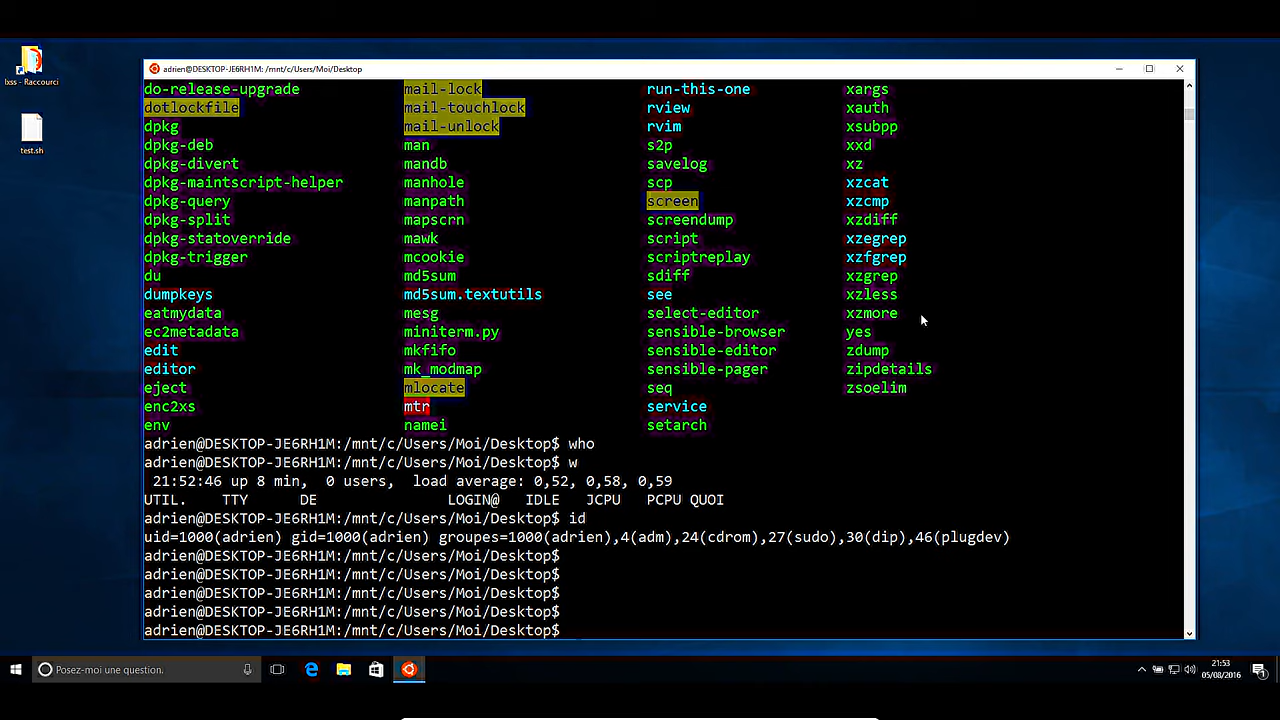 lxss - Raccourci
test.sh
adrien@DESKTOP-JE6RH1M: /mnt/c/Users/Moi/Desktop
do-release-upgrade mail-lock run-this-one xargs
dotlockfile mail-touchlock rview xauth
dpkg mail-unlock rvim xsubpp
dpkg-deb man s2p xxd
dpkg-divert mandb savelog xz
dpkg-maintscript-helper manhole scp xzcat
dpkg-query manpath screen xzcmp
dpkg-split mapscrn screendump xzdiff
dpkg-statoverride mawk script xzegrep
dpkg-trigger mcookie scriptreplay xzfgrep
du md5sum sdiff xzgrep
dumpkeys md5sum.textutils see xzless
eatmydata mesg select-editor xzmore
ec2metadata miniterm.py sensible-browser yes
edit mkfifo sensible-editor zdump
editor mk_modmap sensible-pager zipdetails
eject mlocate seq zsoelim
enc2xs mtr service
env namei setarch
adrien@DESKTOP-JE6RH1M:/mnt/c/Users/Moi/Desktop$ who
adrien@DESKTOP-JE6RH1M:/mnt/c/Users/Moi/Desktop$ w
21:52:46 up 8 min, 0 users, load average: 0,52, 0,58, 0,59
UTIL. TTY DE LOGIN@ IDLE JCPU PCPU QUOI
adrien@DESKTOP-JE6RH1M:/mnt/c/Users/Moi/Desktop$ id
uid=1000(adrien) gid=1000(adrien) groupes=1000(adrien),4(adm),24(cdrom),27(sudo),30(dip),46(plugdev)
adrien@DESKTOP-JE6RH1M:/mnt/c/Users/Moi/Desktop$
adrien@DESKTOP-JE6RH1M:/mnt/c/Users/Moi/Desktop$
adrien@DESKTOP-JE6RH1M:/mnt/c/Users/Moi/Desktop$
adrien@DESKTOP-JE6RH1M:/mnt/c/Users/Moi/Desktop$
adrien@DESKTOP-JE6RH1M:/mnt/c/Users/Moi/Desktop$
Posez-moi une question.
21:53
05/08/2016
1